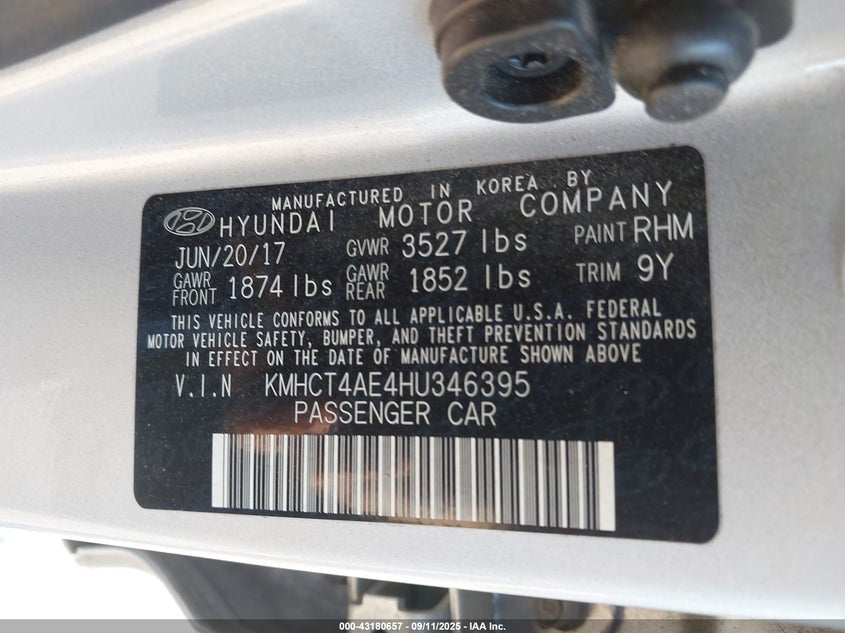 MANUFACTURED IN KOREA BY
HYUNDAI MOTOR COMPANY
JUN/20/17 GVWR 3527 lbs PAINT RHM
GAWR FRONT 1874 lbs GAWR REAR 1852 lbs TRIM 9Y
THIS VEHICLE CONFORMS TO ALL APPLICABLE U.S.A. FEDERAL
MOTOR VEHICLE SAFETY, BUMPER, AND THEFT PREVENTION STANDARDS
IN EFFECT ON THE DATE OF MANUFACTURE SHOWN ABOVE
V.I.N KMHCT4AE4HU346395
PASSENGER CAR
000-43180657 - 09/11/2025 - IAA Inc.